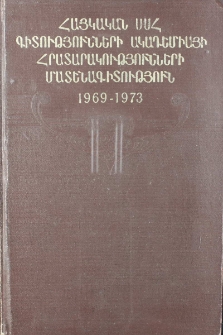 ՀԱՅԿԱԿԱՆ ՍՍՀ
ԳԻՏՈՒԹՅՈՒՆՆԵՐԻ ԱԿԱԴԵՄԻԱՅԻ
ՀՐԱՏԱՐԱԿՈՒԹՅՈՒՆՆԵՐԻ
ՄԱՏԵՆԱԳԻՏՈՒԹՅՈՒՆ
1969-1973